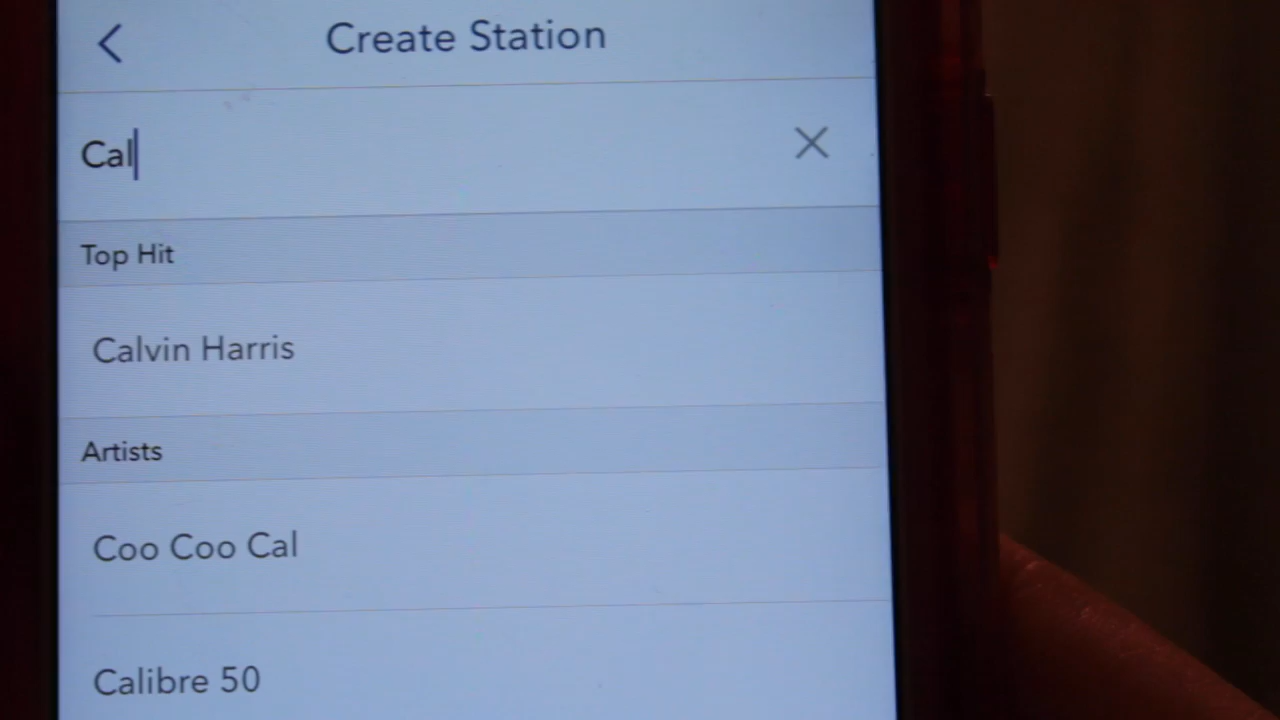 Create Station
Cal
Top Hit
Calvin Harris
Artists
Coo Coo Cal
Calibre 50